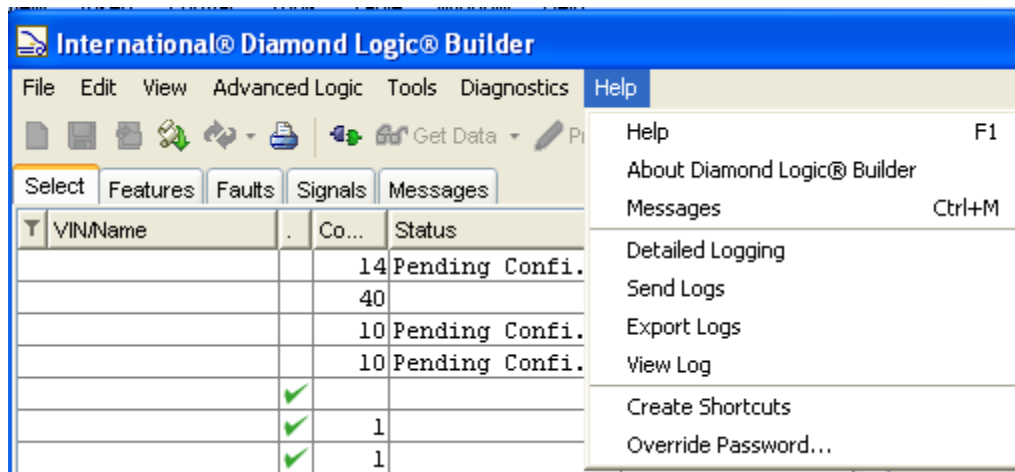 International® Diamond Logic® Builder
File Edit View Advanced Logic Tools Diagnostics Help
Get Data
Help F1
About Diamond Logic® Builder
Messages Ctrl+M
Detailed Logging
Send Logs
Export Logs
View Log
Create Shortcuts
Override Password...
Select Features Faults Signals Messages
VIN/Name . Co... Status
14 Pending Confi.
40
10 Pending Confi.
10 Pending Confi.
1
1